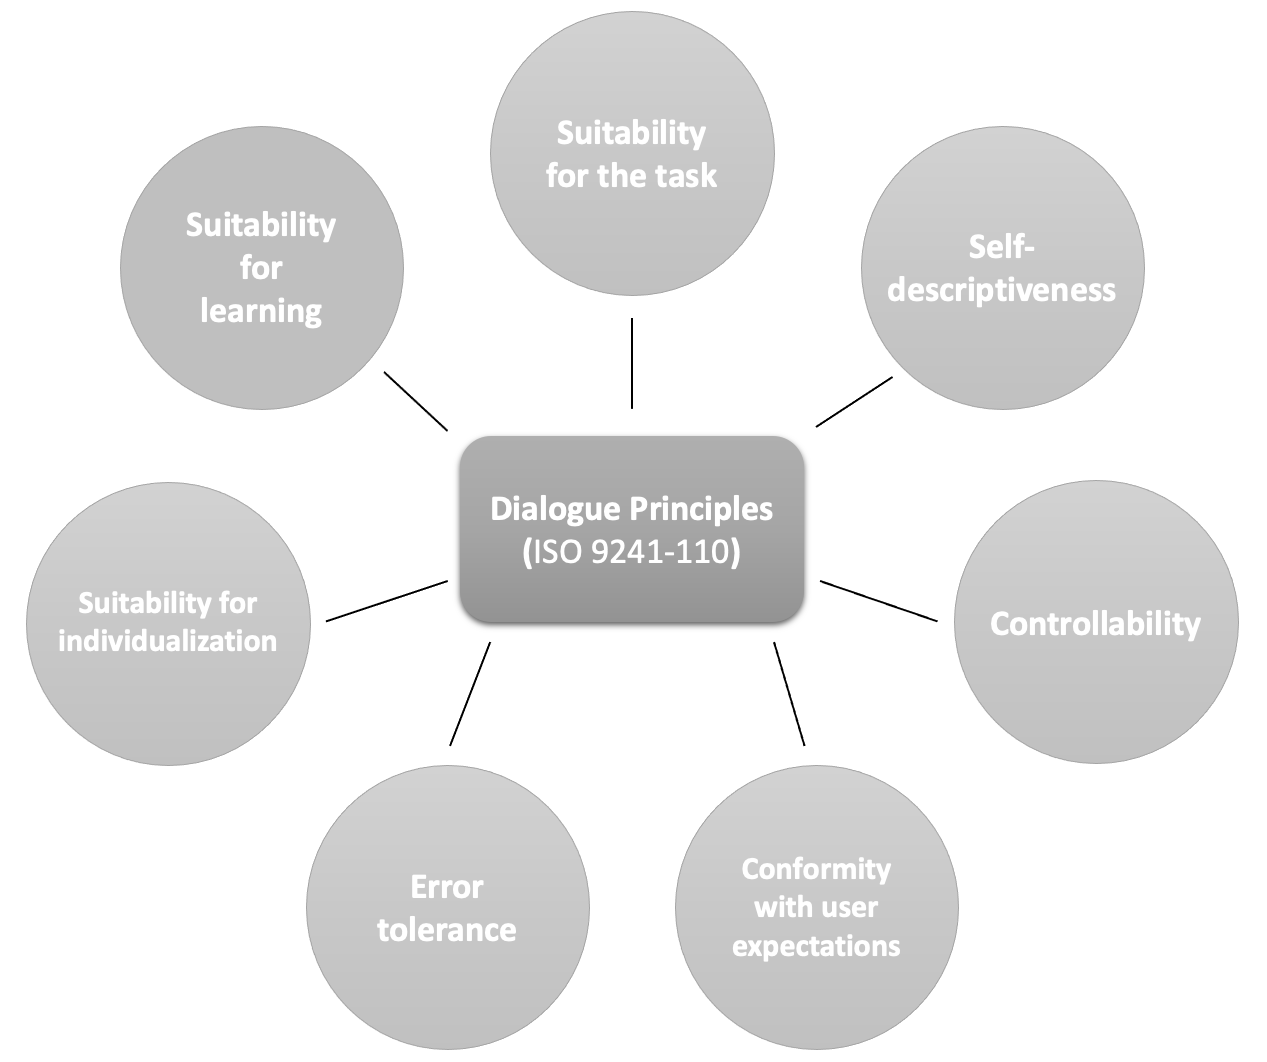 Suitability
for the task
Self-
descriptiveness
Controllability
Conformity
with user
expectations
Error
tolerance
Suitability for
individualization
Suitability
for
learning
Dialogue Principles
(ISO 9241-110)